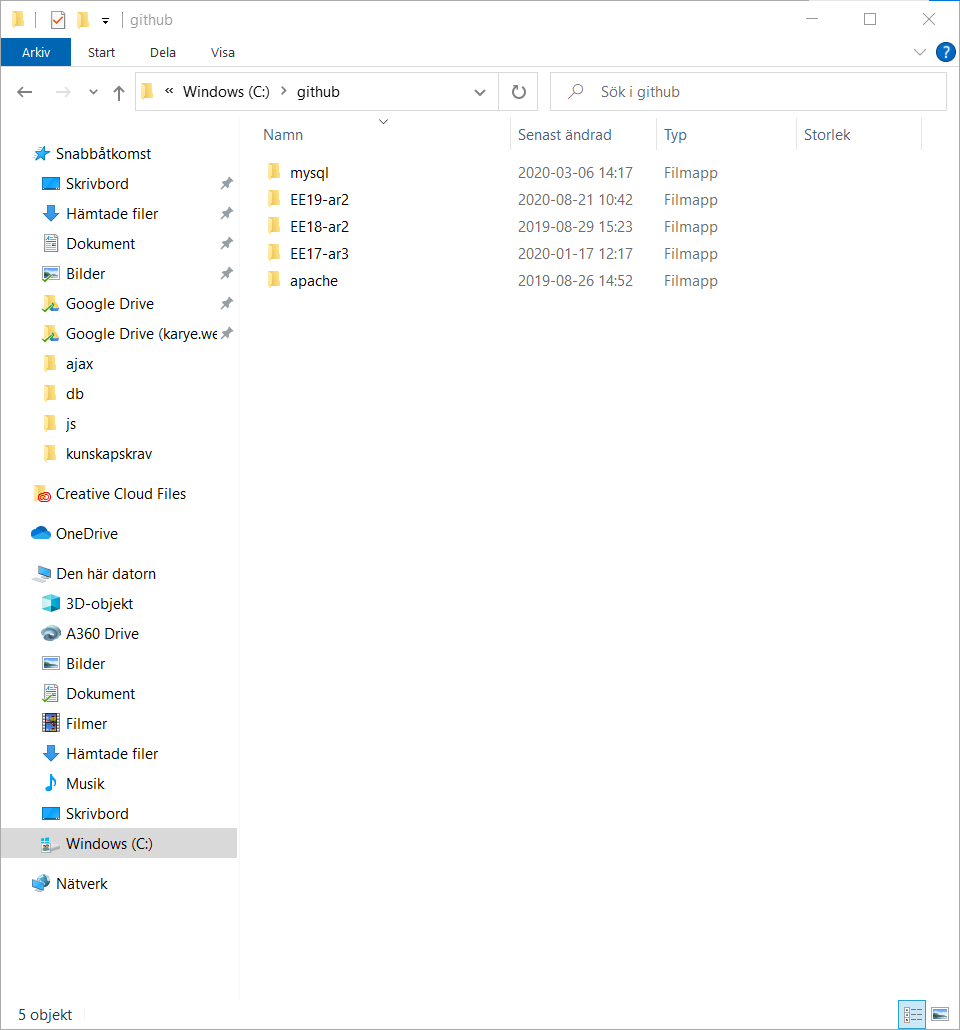 github
Arkiv Start Dela Visa
« Windows (C:) > github
Sök i github
Namn Senast ändrad Typ Storlek
mysql 2020-03-06 14:17 Filmapp
EE19-ar2 2020-08-21 10:42 Filmapp
EE18-ar2 2019-08-29 15:23 Filmapp
EE17-ar3 2020-01-17 12:17 Filmapp
apache 2019-08-26 14:52 Filmapp
Snabbåtkomst
Skrivbord
Hämtade filer
Dokument
Bilder
Google Drive
Google Drive (karye.we
ajax
db
js
kunskapskrav
Creative Cloud Files
OneDrive
Den här datorn
3D-objekt
A360 Drive
Bilder
Dokument
Filmer
Hämtade filer
Musik
Skrivbord
Windows (C:)
Nätverk
5 objekt